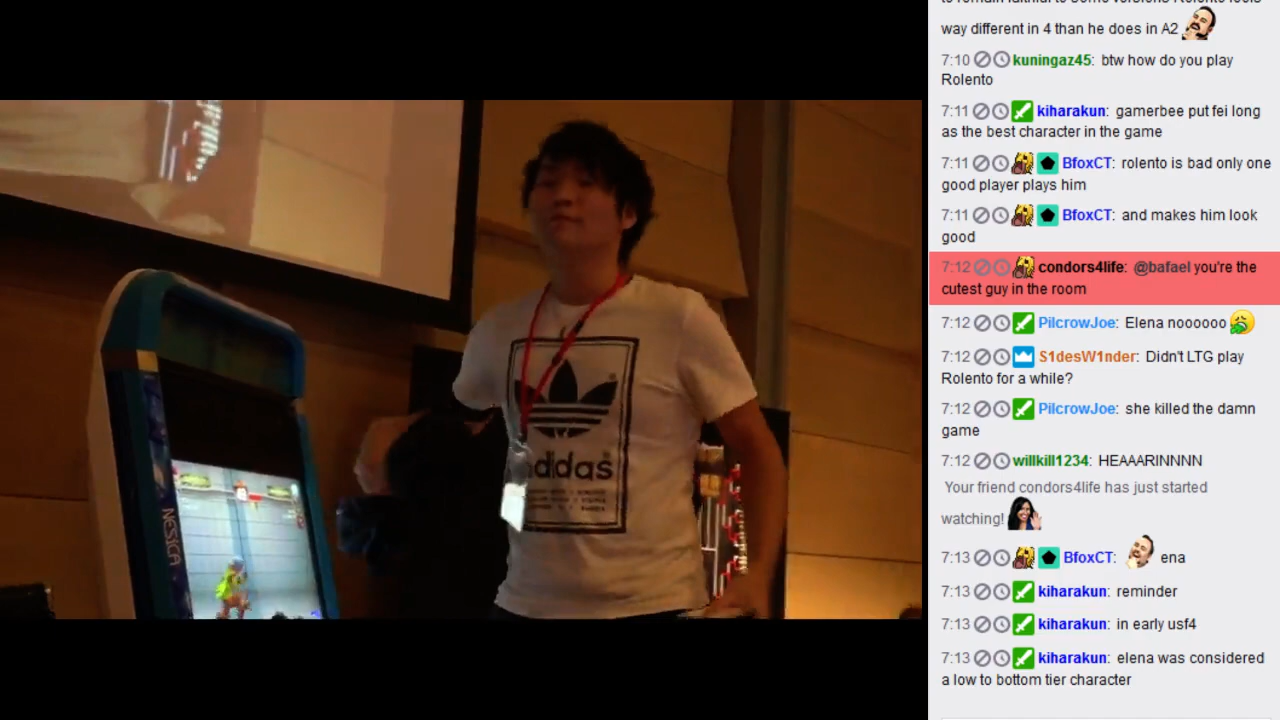 way different in 4 than he does in A2
7:10 kuningaz45: btw how do you play
Rolento
7:11 kiharakun: gamerbee put fei long
as the best character in the game
7:11 BfoxCT: rolento is bad only one
good player plays him
7:11 BfoxCT: and makes him look
good
7:12 condors4life: @bafael you're the
cutest guy in the room
7:12 PilcrowJoe: Elena noooooo
7:12 S1desW1nder: Didn't LTG play
Rolento for a while?
7:12 PilcrowJoe: she killed the damn
game
7:12 willkill1234: HEAAARINNNN
Your friend condors4life has just started
watching!
7:13 BfoxCT: ena
7:13 kiharakun: reminder
7:13 kiharakun: in early usf4
7:13 kiharakun: elena was considered
a low to bottom tier character
adidas
NESICA